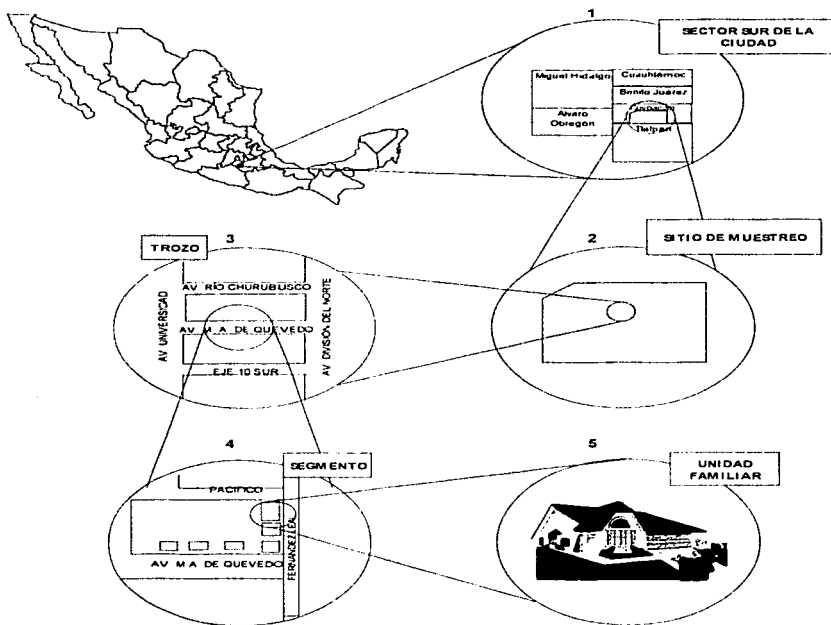 1
SECTOR SUR DE LA
CIUDAD
Miguel Hidalgo
Cuauhtemoc
Benito Juárez
Alvaro
Obregon
Tlalpan
3
TROZO
AV RIO CHURUBUSCO
AV UNIVERSIDAD
AV M A DE QUEVEDO
AV DIVISIÓN DEL NORTE
EJE 10 SUR
2
SITIO DE MUESTREO
4
SEGMENTO
PACIFICO
FERNANDEZ LEAL
AV M A DE QUEVEDO
5
UNIDAD
FAMILIAR